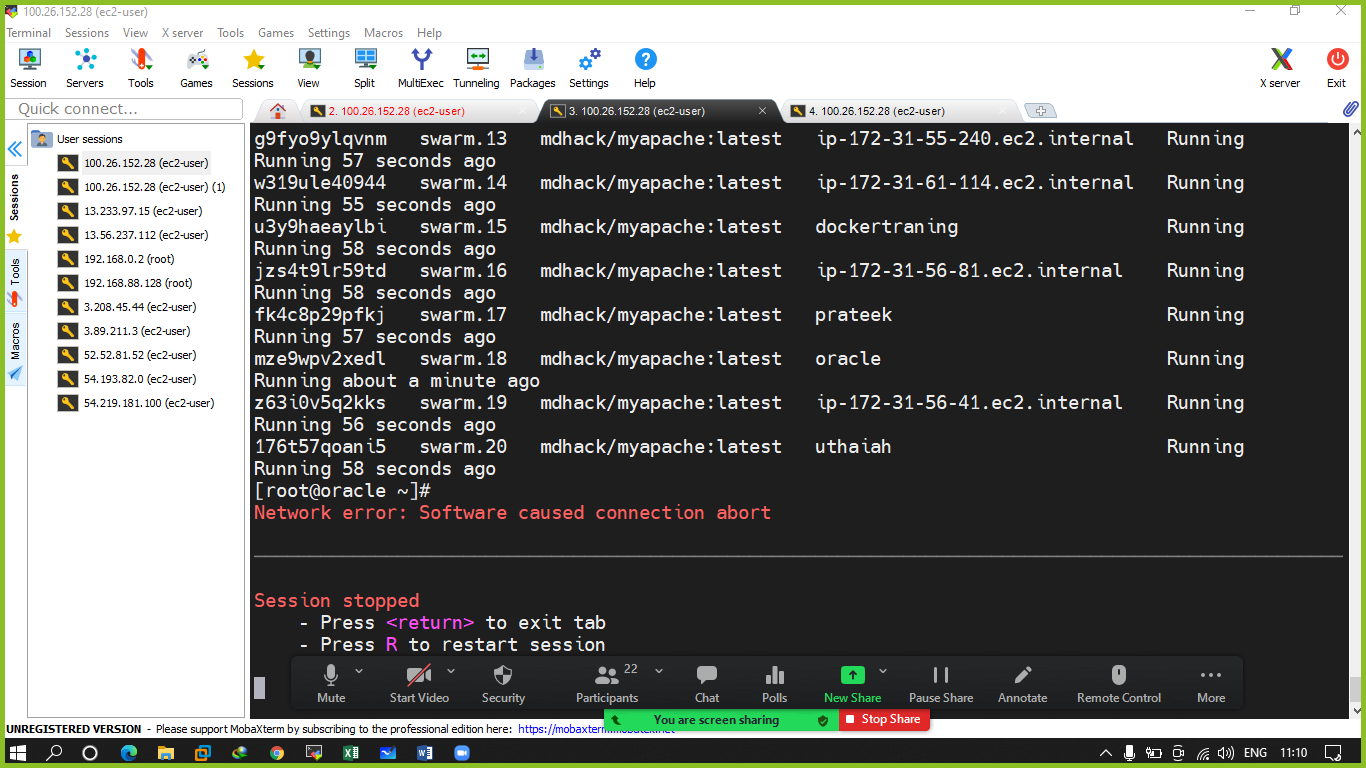 100.26.152.28 (ec2-user)
Terminal Sessions View X server Tools Games Settings Macros Help
Session Servers Tools Games Sessions View Split MultiExec Tunneling Packages Settings Help X server Exit
Quick connect...
2. 100.26.152.28 (ec2-user) 3. 100.26.152.28 (ec2-user) 4. 100.26.152.28 (ec2-user)
Sessions
Tools
Macros
User sessions
100.26.152.28 (ec2-user)
100.26.152.28 (ec2-user) (1)
13.233.97.15 (ec2-user)
13.56.237.112 (ec2-user)
192.168.0.2 (root)
192.168.88.128 (root)
3.208.45.44 (ec2-user)
3.89.211.3 (ec2-user)
52.52.81.52 (ec2-user)
54.193.82.0 (ec2-user)
54.219.181.100 (ec2-user)
g9fyo9ylqvnm swarm.13 mdhack/myapache:latest ip-172-31-55-240.ec2.internal Running
Running 57 seconds ago
w319ule40944 swarm.14 mdhack/myapache:latest ip-172-31-61-114.ec2.internal Running
Running 55 seconds ago
u3y9haeaylbi swarm.15 mdhack/myapache:latest dockertraning Running
Running 58 seconds ago
jzs4t9lr59td swarm.16 mdhack/myapache:latest ip-172-31-56-81.ec2.internal Running
Running 58 seconds ago
fk4c8p29pfkj swarm.17 mdhack/myapache:latest prateek Running
Running 57 seconds ago
mze9wpv2xedl swarm.18 mdhack/myapache:latest oracle Running
Running about a minute ago
z63i0v5q2kks swarm.19 mdhack/myapache:latest ip-172-31-56-41.ec2.internal Running
Running 56 seconds ago
176t57qoani5 swarm.20 mdhack/myapache:latest uthaiah Running
Running 58 seconds ago
[root@oracle ~]#
Network error: Software caused connection abort
Session stopped
- Press <return> to exit tab
- Press R to restart session
22
Mute Start Video Security Participants Chat Polls New Share Pause Share Annotate Remote Control More
You are screen sharing Stop Share
UNREGISTERED VERSION - Please support MobaXterm by subscribing to the professional edition here:
ENG 11:10